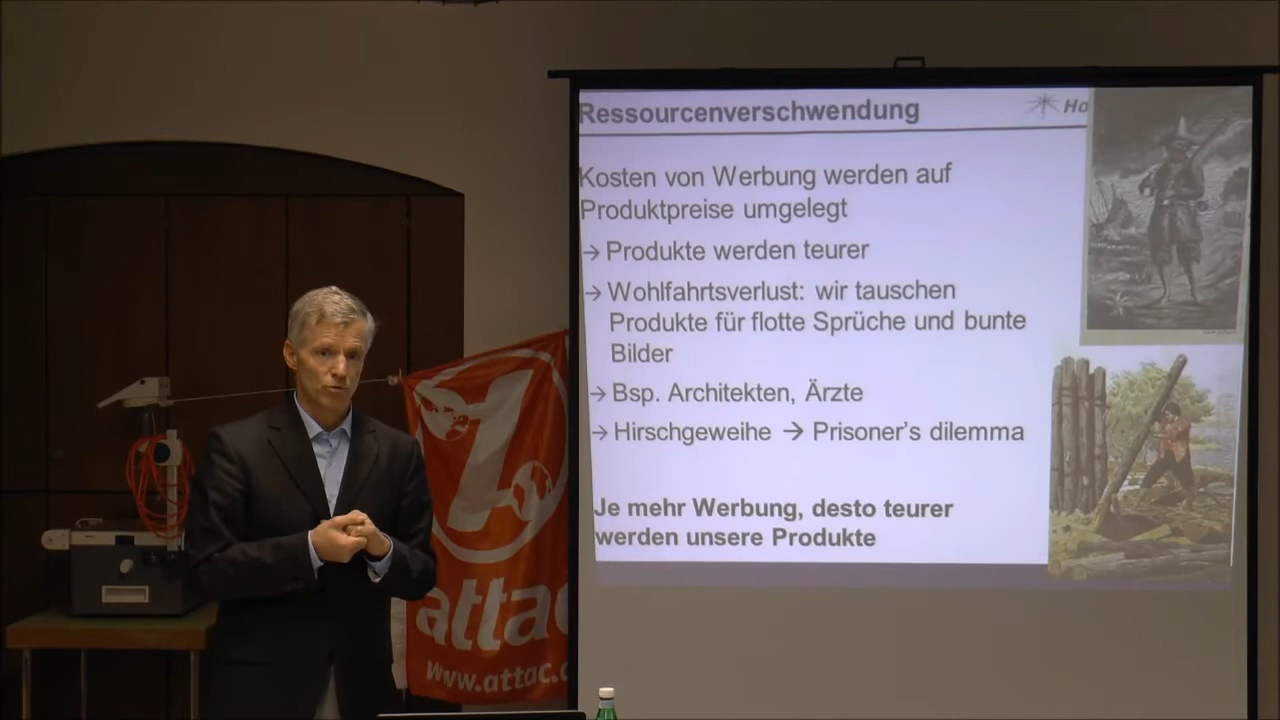 Ressourcenverschwendung
Ho
Kosten von Werbung werden auf
Produktpreise umgelegt
→ Produkte werden teurer
→ Wohlfahrtsverlust: wir tauschen
Produkte für flotte Sprüche und bunte
Bilder
→ Bsp. Architekten, Ärzte
→ Hirschgeweihe → Prisoner's dilemma
Je mehr Werbung, desto teurer
werden unsere Produkte
attac
www.attac.